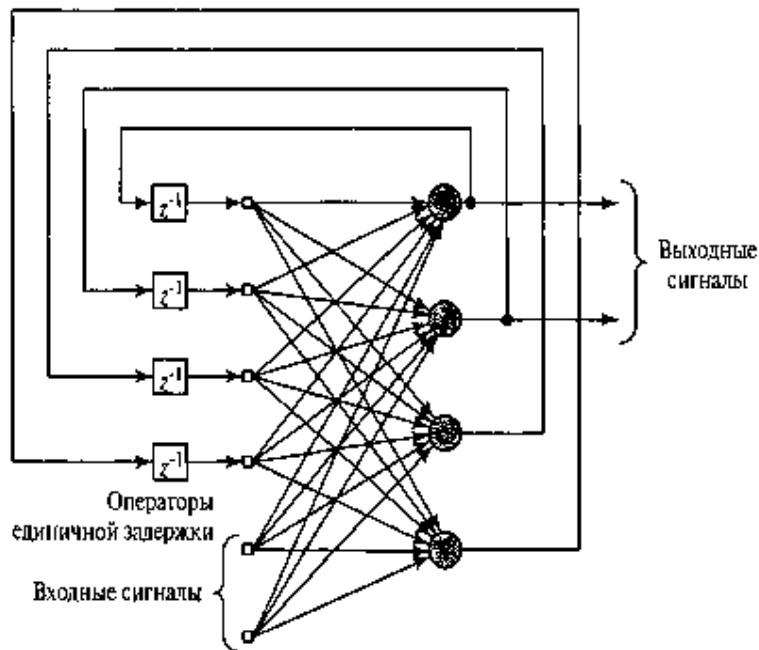 z⁻¹
z⁻¹
z⁻¹
z⁻¹
Выходные
сигналы
Операторы
единичной задержки
Входные сигналы